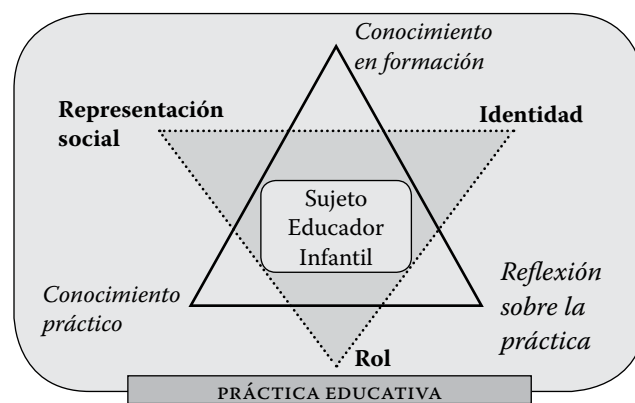 Conocimiento
en formación
Representación
social
Identidad
Sujeto
Educador
Infantil
Conocimiento
práctico
Reflexión
sobre la
práctica
Rol
PRÁCTICA EDUCATIVA